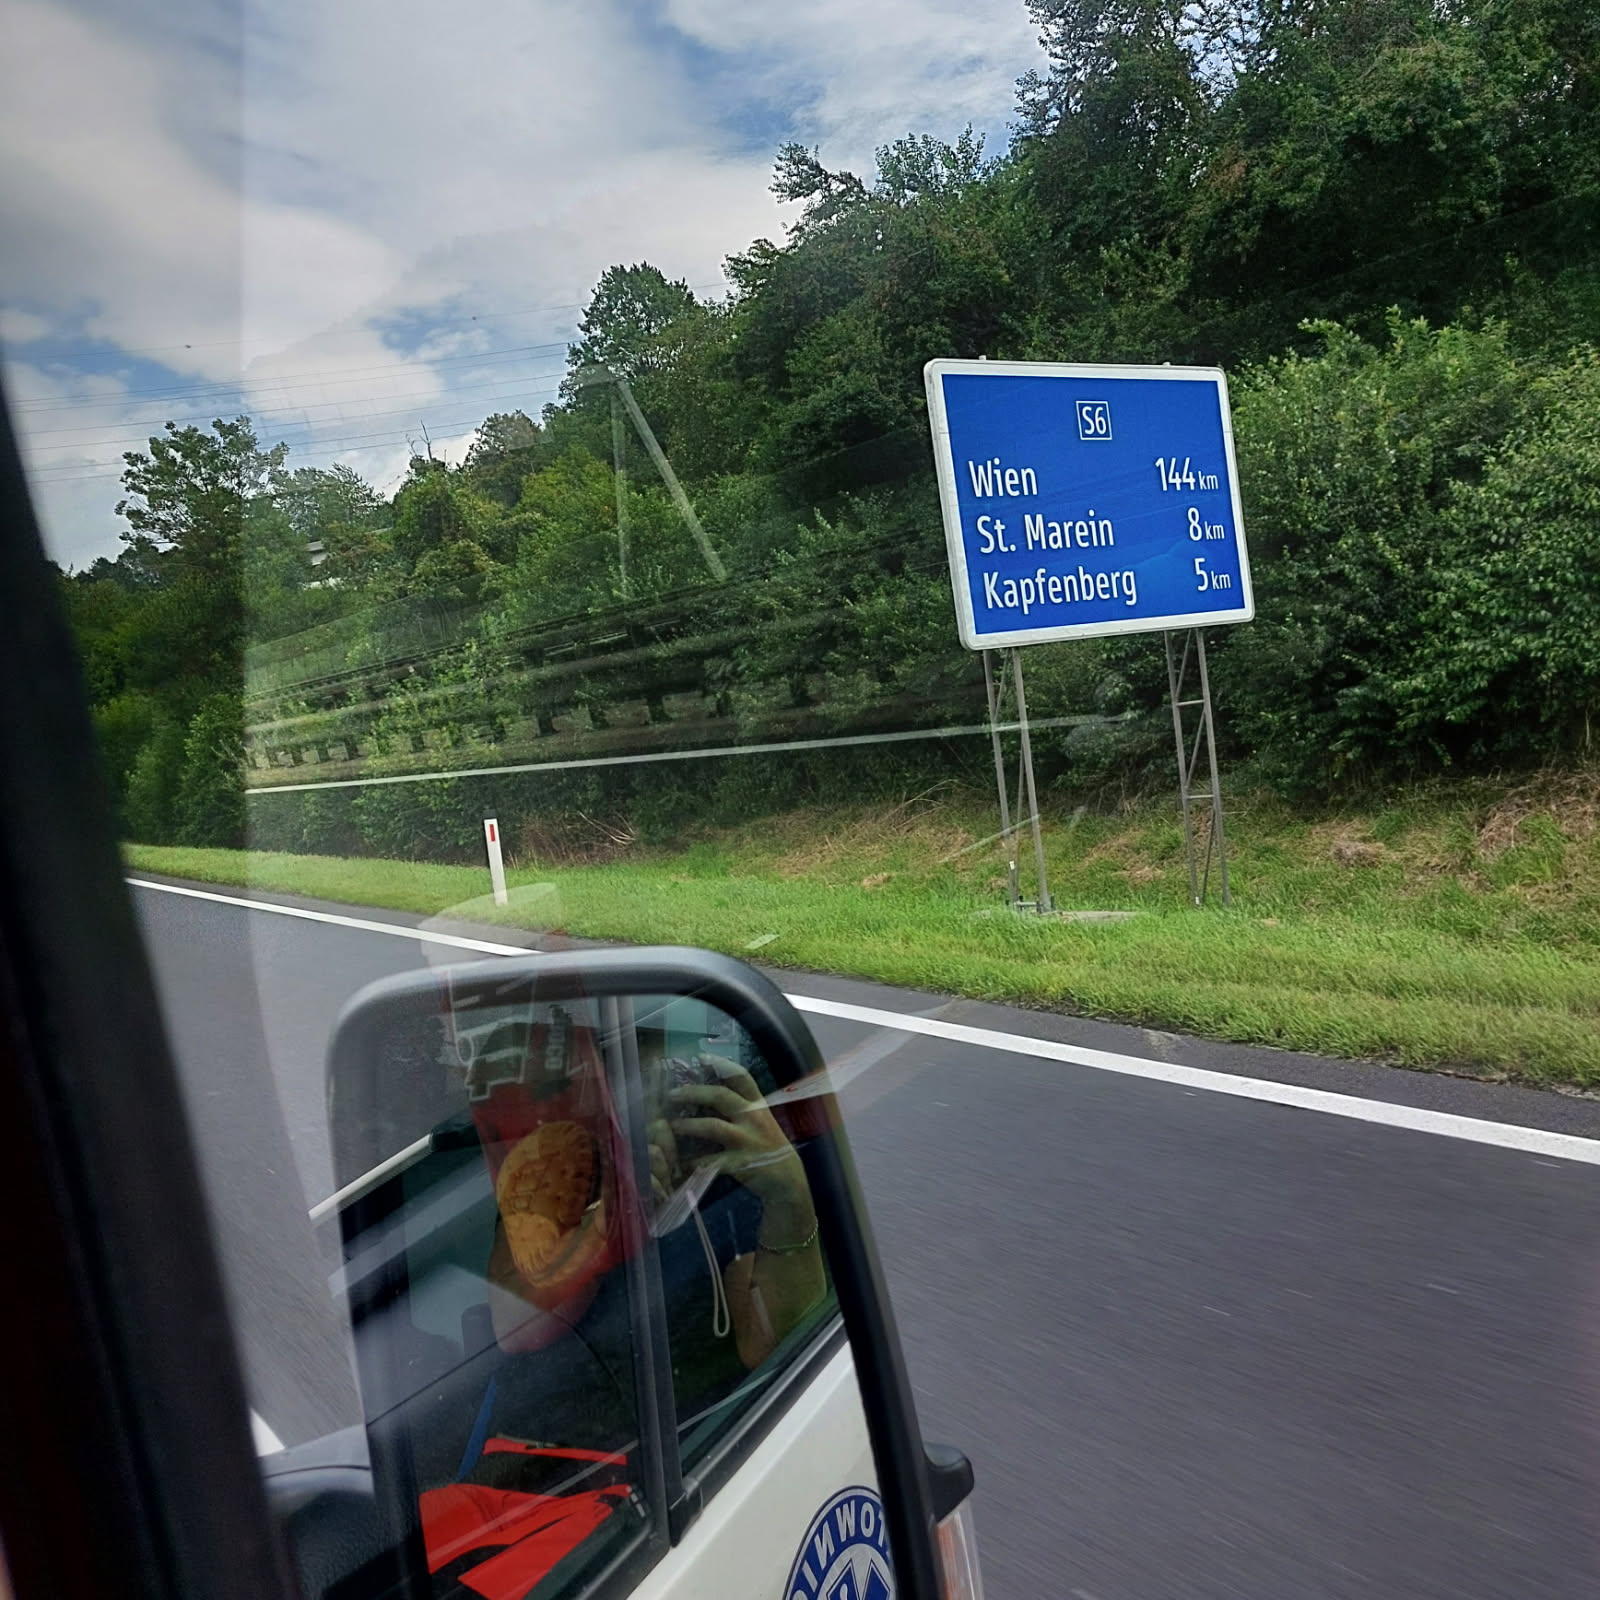 S6
Wien 144 km
St. Marein 8 km
Kapfenberg 5 km